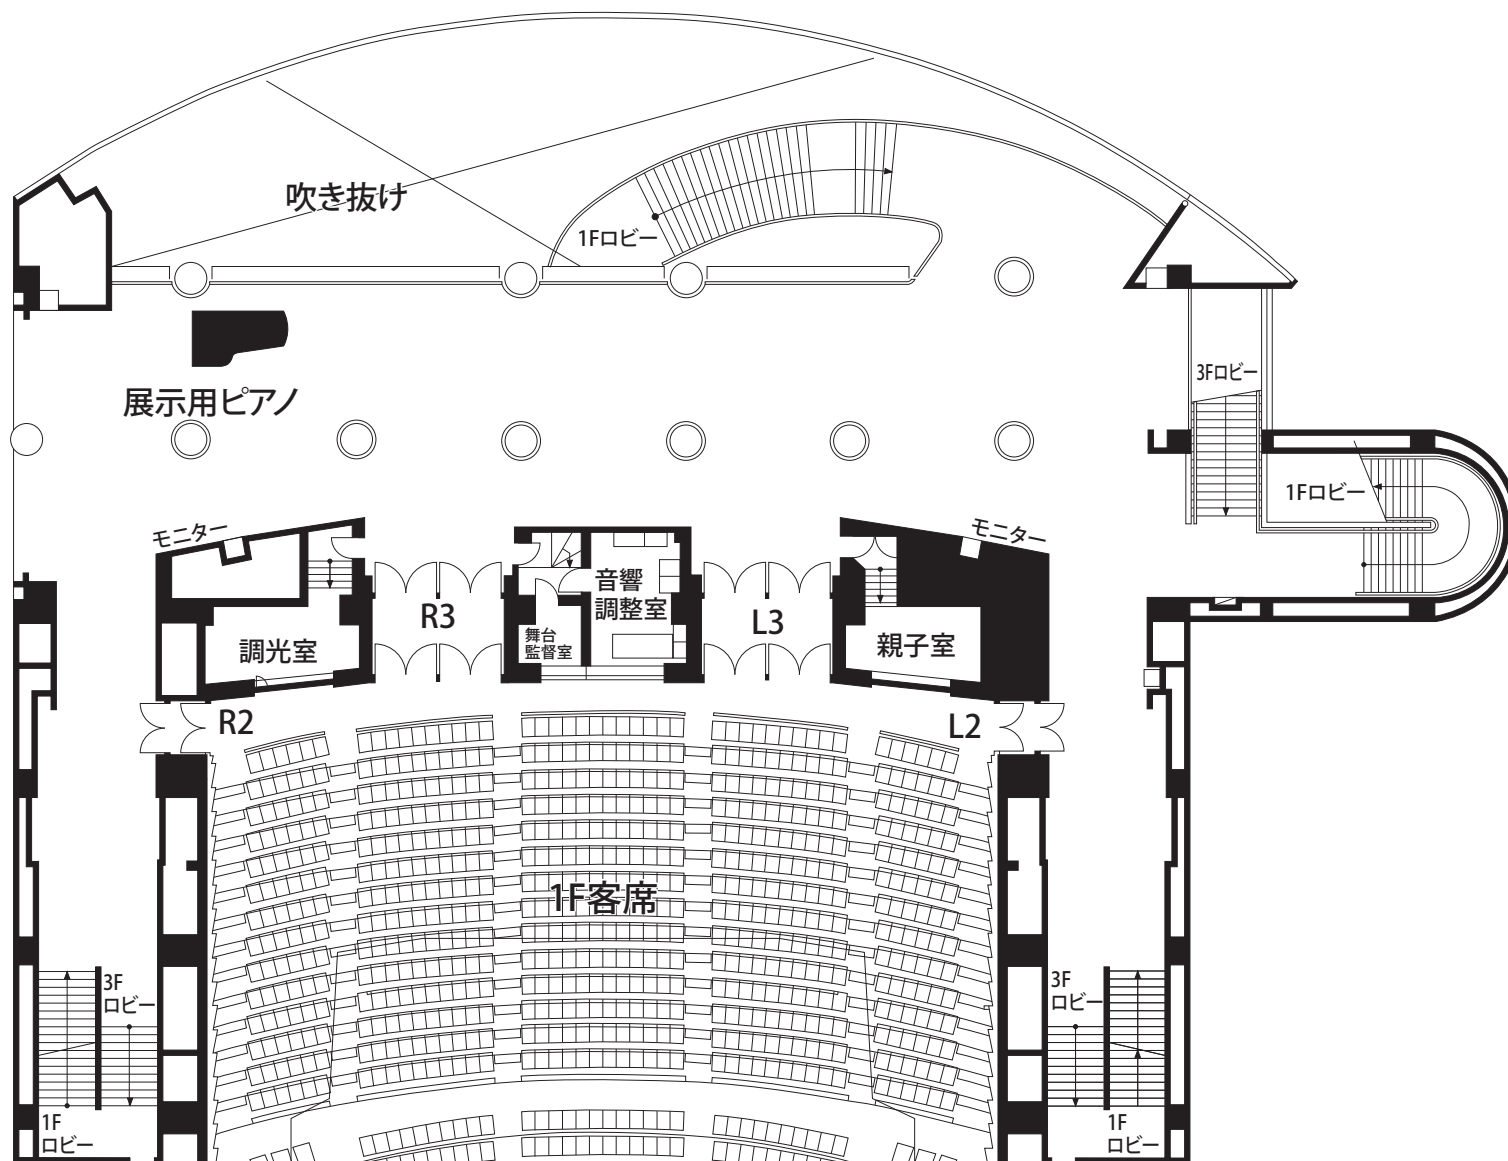 吹き抜け
1Fロビー
展示用ピアノ
3Fロビー
1Fロビー
モニター
モニター
音響
調整室
R3
L3
舞台
監督室
調光室
親子室
R2
L2
1F客席
3F
ロビー
3F
ロビー
1F
ロビー
1F
ロビー